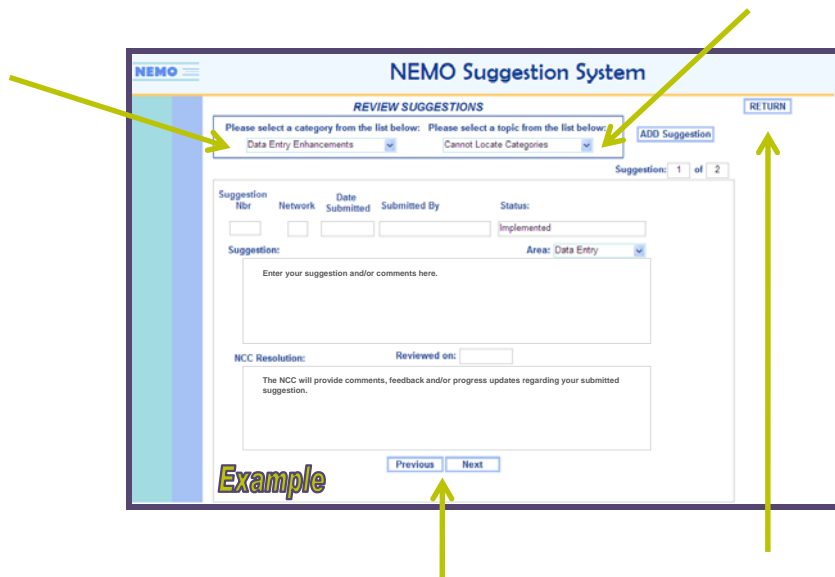 NEMO
NEMO Suggestion System
REVIEW SUGGESTIONS
RETURN
Please select a category from the list below: Please select a topic from the list below:
Data Entry Enhancements Cannot Locate Categories
ADD Suggestion
Suggestion: 1 of 2
Suggestion Nbr Network Date Submitted Submitted By Status:
Implemented
Suggestion: Area: Data Entry
Enter your suggestion and/or comments here.
NCC Resolution: Reviewed on:
The NCC will provide comments, feedback and/or progress updates regarding your submitted
suggestion.
Previous Next
Example